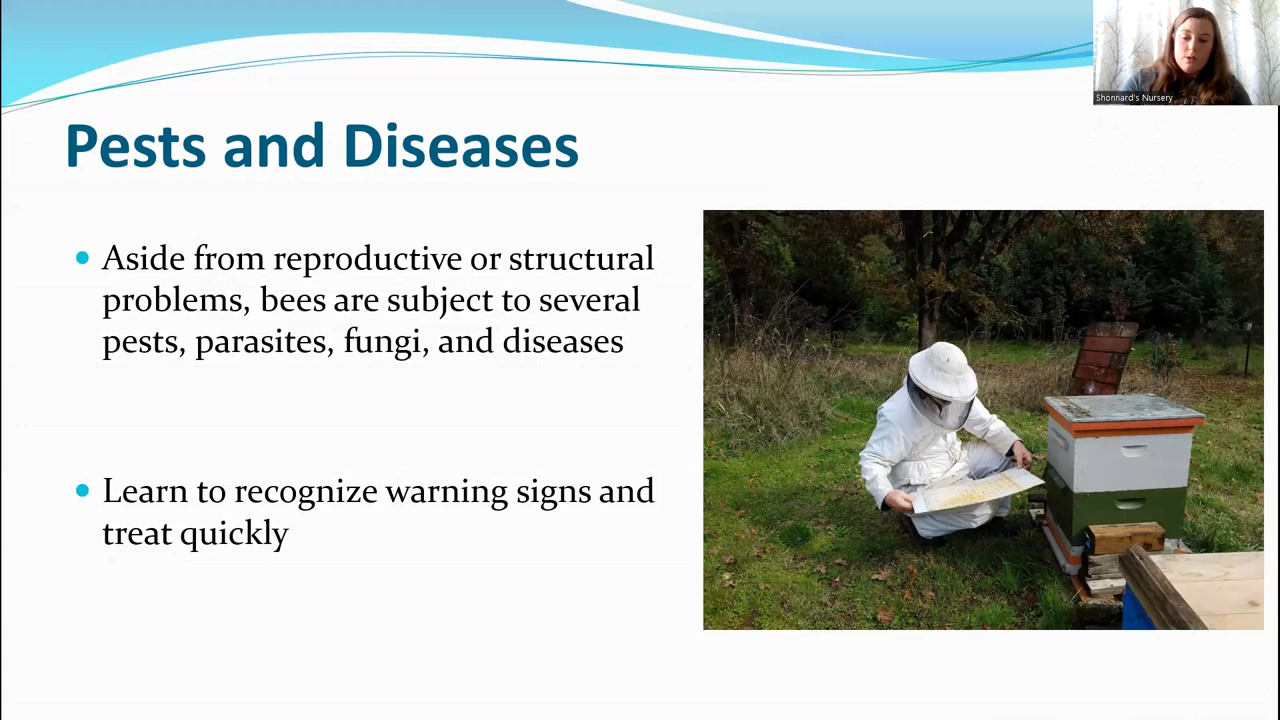 Shonnard's Nursery
Pests and Diseases
Aside from reproductive or structural
problems, bees are subject to several
pests, parasites, fungi, and diseases
Learn to recognize warning signs and
treat quickly